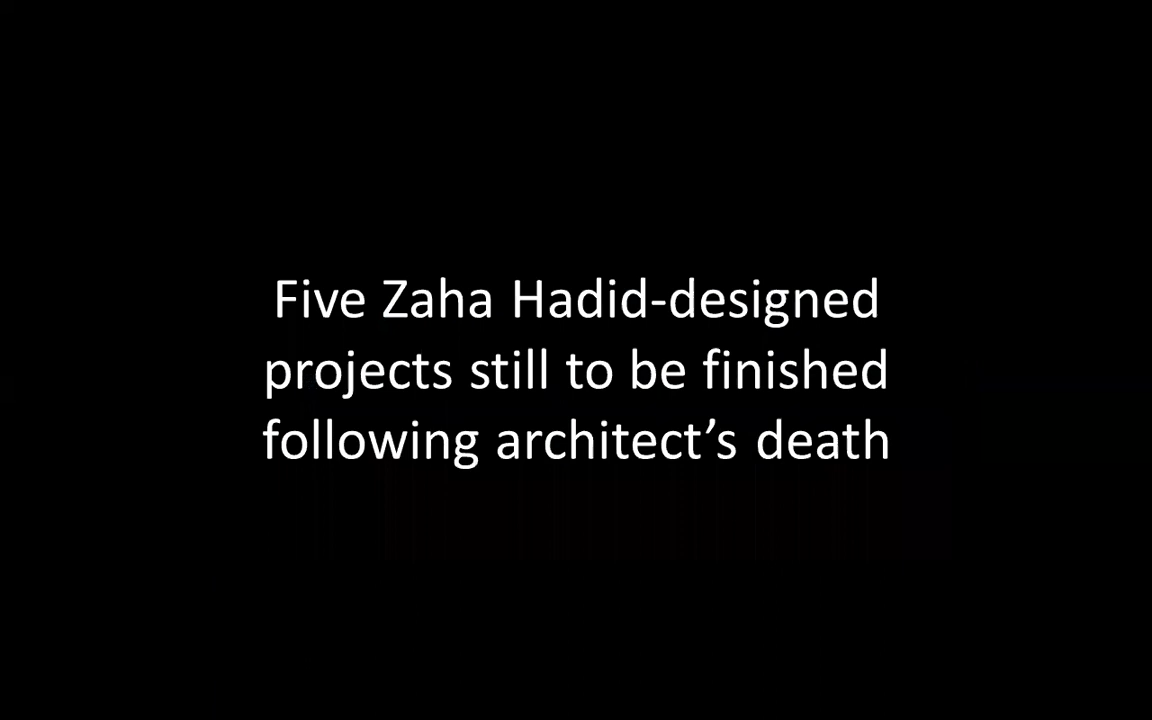 Five Zaha Hadid-designed
projects still to be finished
following architect’s death